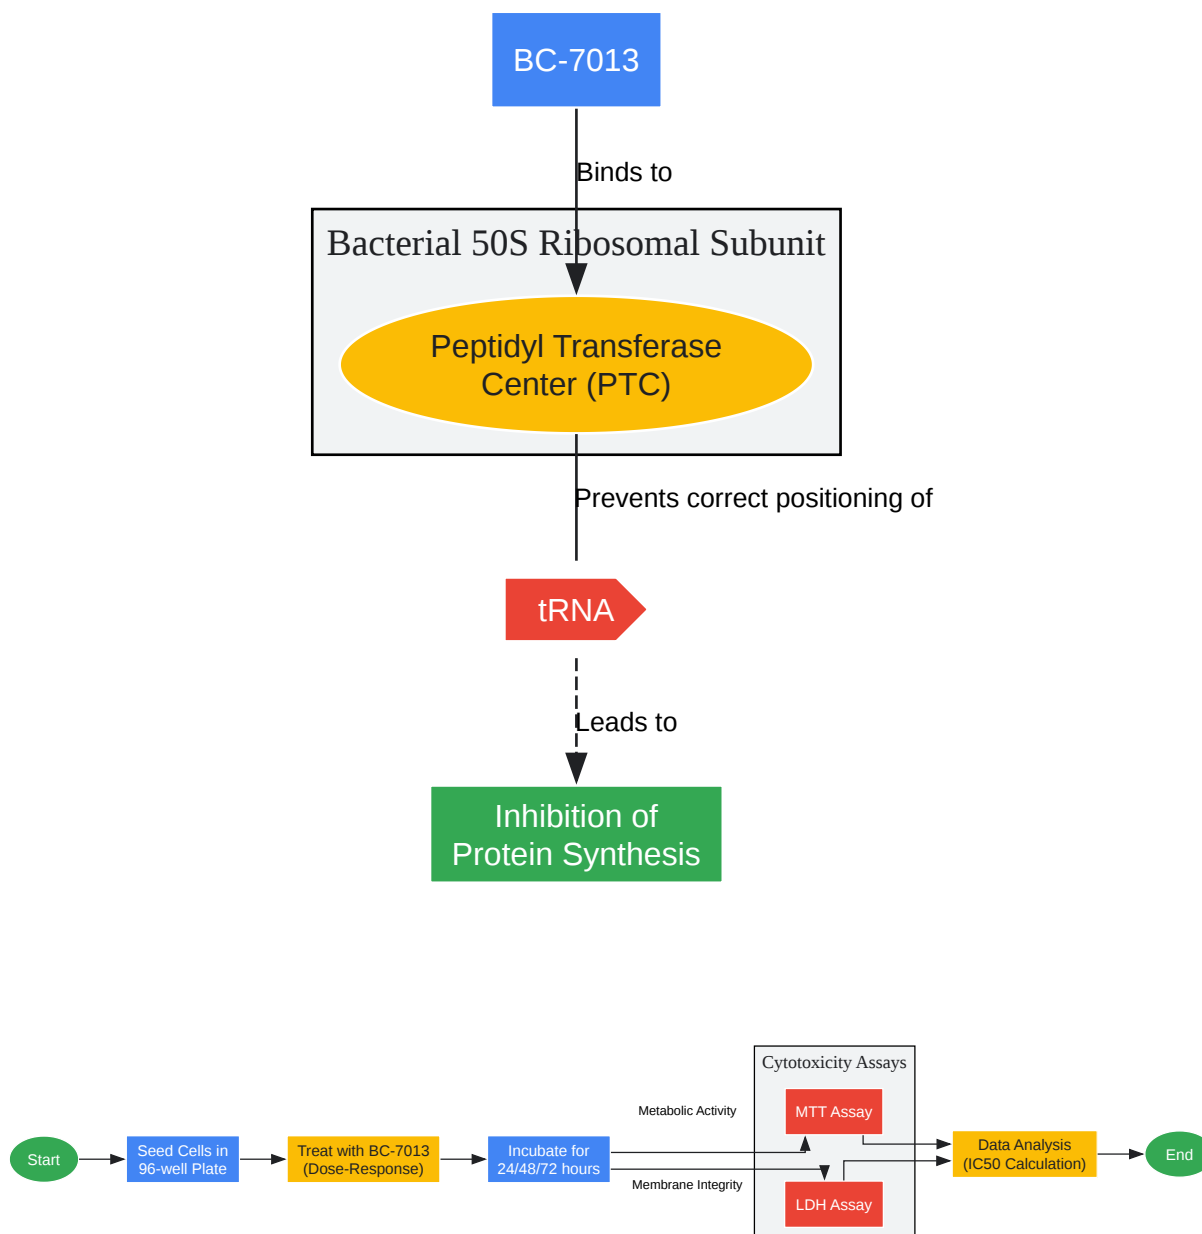 BC-7013
Binds to
Bacterial 50S Ribosomal Subunit
Peptidyl Transferase
Center (PTC)
Prevents correct positioning of
tRNA
Leads to
Inhibition of
Protein Synthesis
Start
Seed Cells in
96-well Plate
Treat with BC-7013
(Dose-Response)
Incubate for
24/48/72 hours
Metabolic Activity
Membrane Integrity
Cytotoxicity Assays
MTT Assay
LDH Assay
Data Analysis
(IC50 Calculation)
End